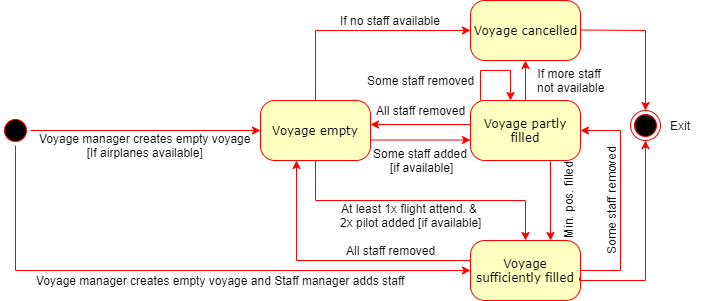 If no staff available
Voyage cancelled
Some staff removed
If more staff
not available
All staff removed
Voyage empty
Voyage partly
filled
Exit
Voyage manager creates empty voyage
[If airplanes available]
Some staff added
[if available]
Min. pos. filled
Some staff removed
At least 1x flight attend. &
2x pilot added [if available]
All staff removed
Voyage
sufficiently filled
Voyage manager creates empty voyage and Staff manager adds staff